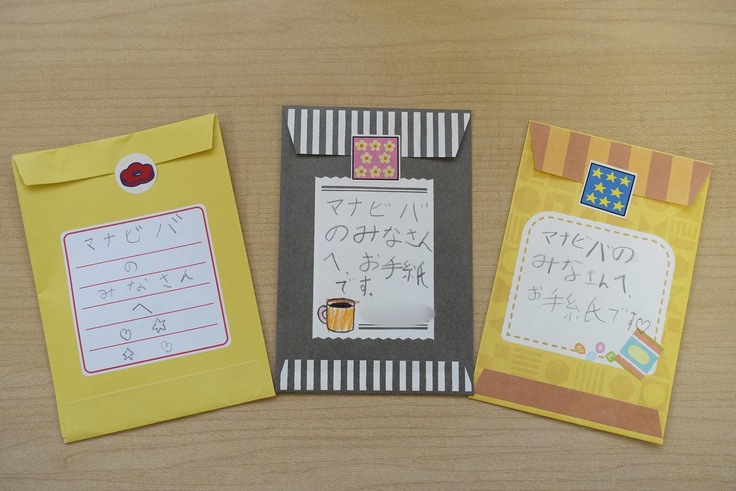 マナビバ
の
みなさん
へ
マナビバ
のみなさん
へ、お手紙
です。
マナビバの
みなさんへ、
お手紙です♡